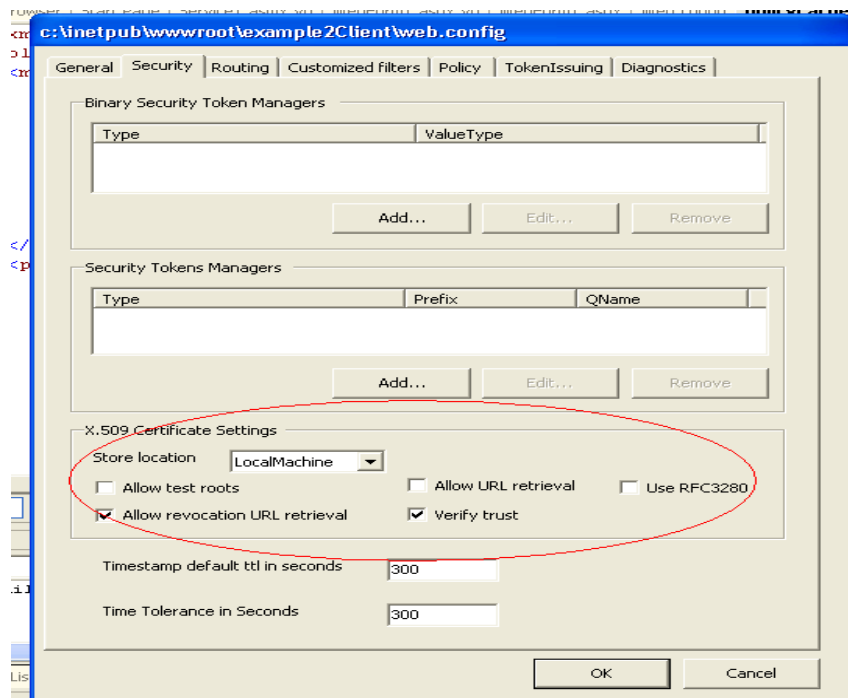 c:\inetpub\wwwroot\example2Client\web.config
General Security Routing Customized filters Policy TokenIssuing Diagnostics
Binary Security Token Managers
Type ValueType
Add... Edit... Remove
Security Tokens Managers
Type Prefix QName
Add... Edit... Remove
X.509 Certificate Settings
Store location LocalMachine
Allow test roots Allow URL retrieval Use RFC3280
Allow revocation URL retrieval Verify trust
Timestamp default ttl in seconds 300
Time Tolerance in Seconds 300
OK Cancel